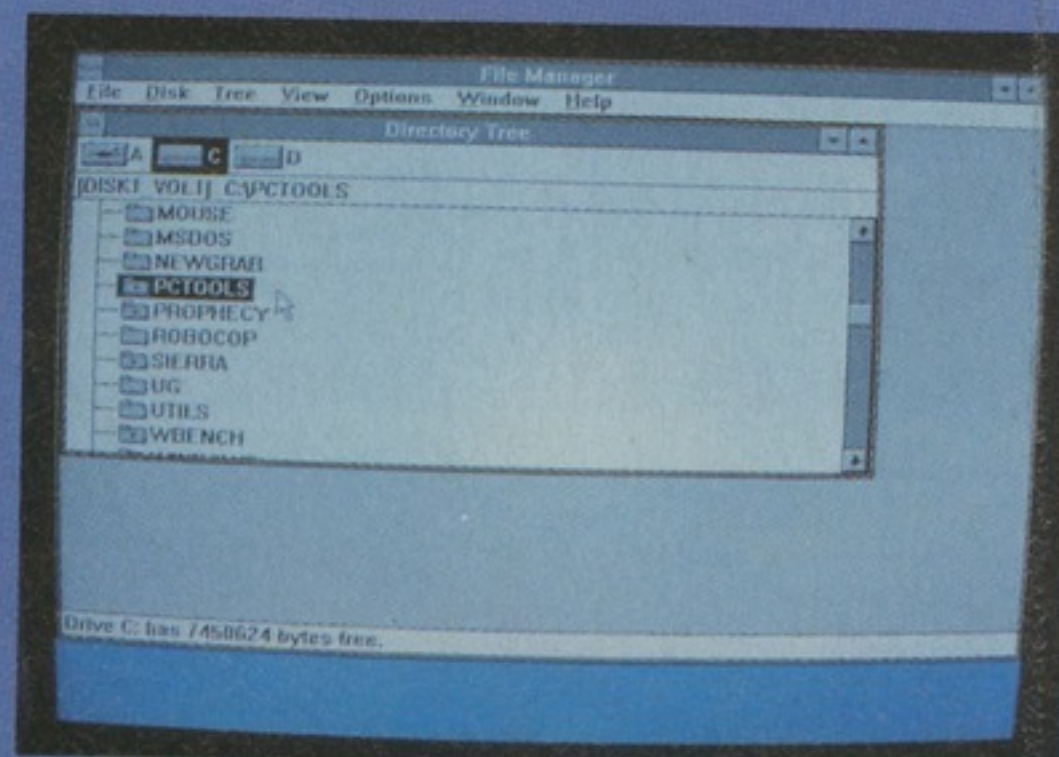 File Manager
File Disk Tree View Options Window Help
Directory Tree
A C D
[DISK1 VOL1] C:\PCTOOLS
MOUSE
MSDOS
NEWGRAB
PCTOOLS
PROPHECY
ROBOCOP
SIERRA
UG
UTILS
WBENCH
Drive C: has 7458624 bytes free.